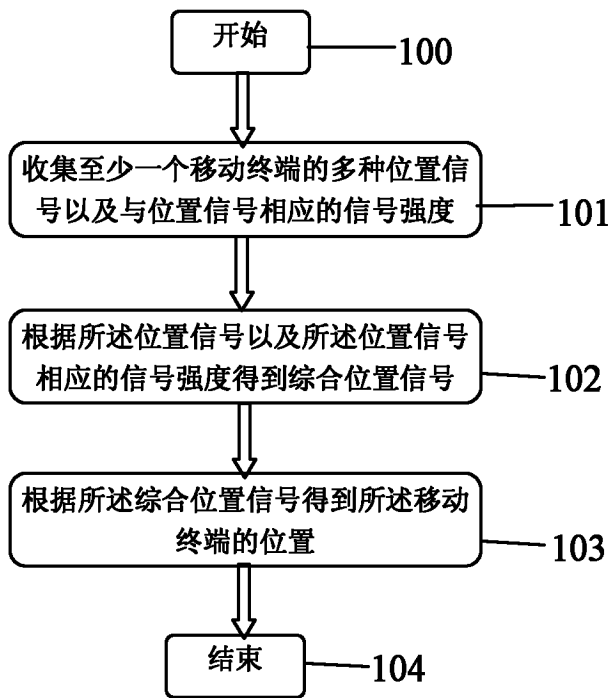 开始
100
收集至少一个移动终端的多种位置信
号以及与位置信号相应的信号强度
101
根据所述位置信号以及所述位置信号
相应的信号强度得到综合位置信号
102
根据所述综合位置信号得到所述移动
终端的位置
103
结束
104